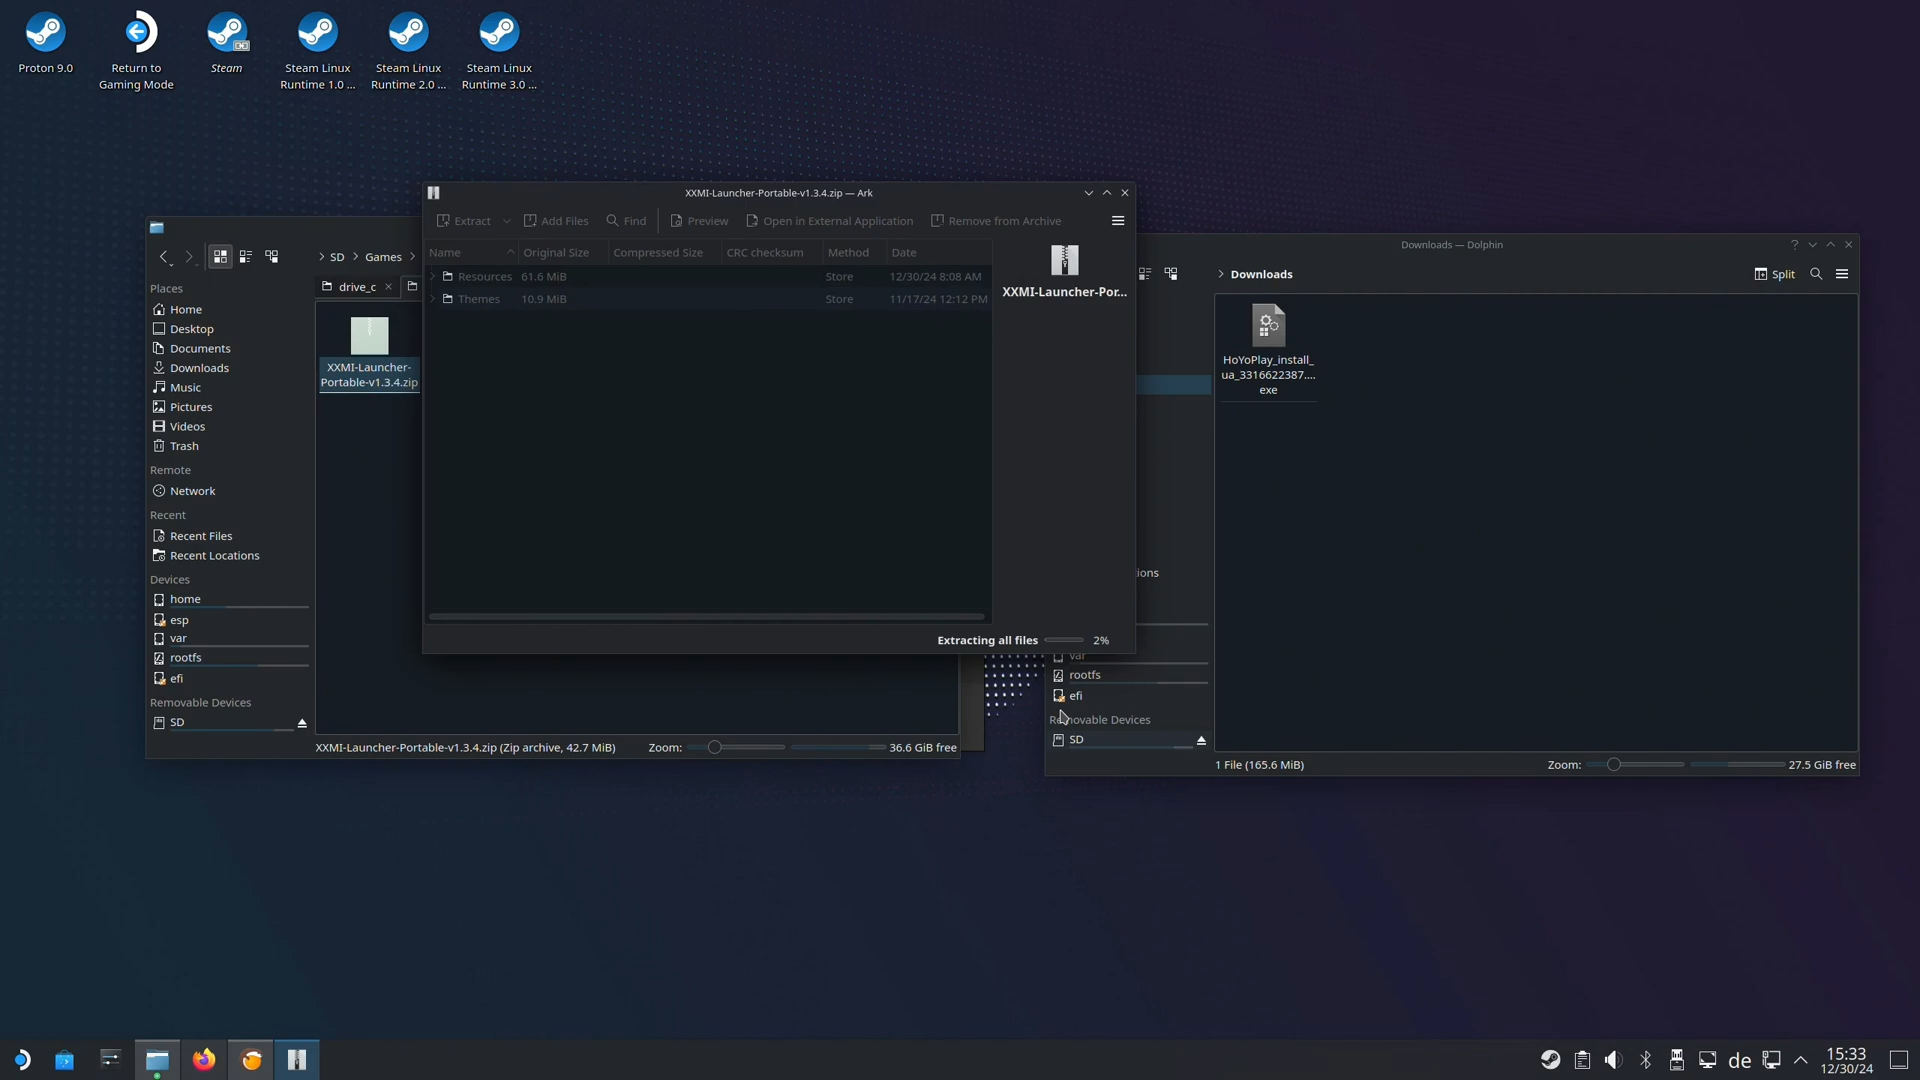 Proton 9.0
Return to
Gaming Mode
Steam
Steam Linux
Runtime 1.0 ...
Steam Linux
Runtime 2.0 ...
Steam Linux
Runtime 3.0 ...
XXMI-Launcher-Portable-v1.3.4.zip — Ark
Extract
Add Files
Find
Preview
Open in External Application
Remove from Archive
Name
Original Size
Compressed Size
CRC checksum
Method
Date
Resources 61.6 MiB Store 12/30/24 8:08 AM
Themes 10.9 MiB Store 11/17/24 12:12 PM
XXMI-Launcher-Por...
Extracting all files 2%
> SD > Games >
drive_c
Places
Home
Desktop
Documents
Downloads
Music
Pictures
Videos
Trash
Remote
Network
Recent
Recent Files
Recent Locations
Devices
home
esp
var
rootfs
efi
Removable Devices
SD
XXMI-Launcher-
Portable-v1.3.4.zip
XXMI-Launcher-Portable-v1.3.4.zip (Zip archive, 42.7 MiB)
Zoom:
36.6 GiB free
Downloads — Dolphin
> Downloads
Split
HoYoPlay_install_
ua_3316622387....
exe
ions
var
rootfs
efi
Removable Devices
SD
1 File (165.6 MiB)
Zoom:
27.5 GiB free
de
15:33
12/30/24